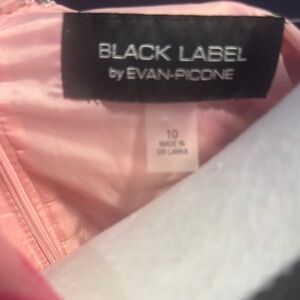 BLACK LABEL
by EVAN-PICONE
10
MADE IN
SRI LANKA